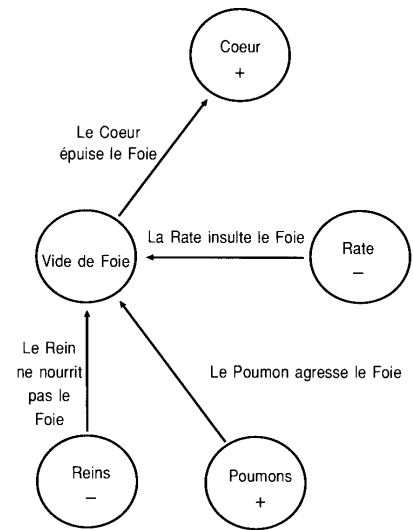 Coeur
+
Le Coeur
épuise le Foie
La Rate insulte le Foie
Rate
–
Vide de Foie
Le Rein
ne nourrit
pas le
Foie
Le Poumon agresse le Foie
Reins
–
Poumons
+